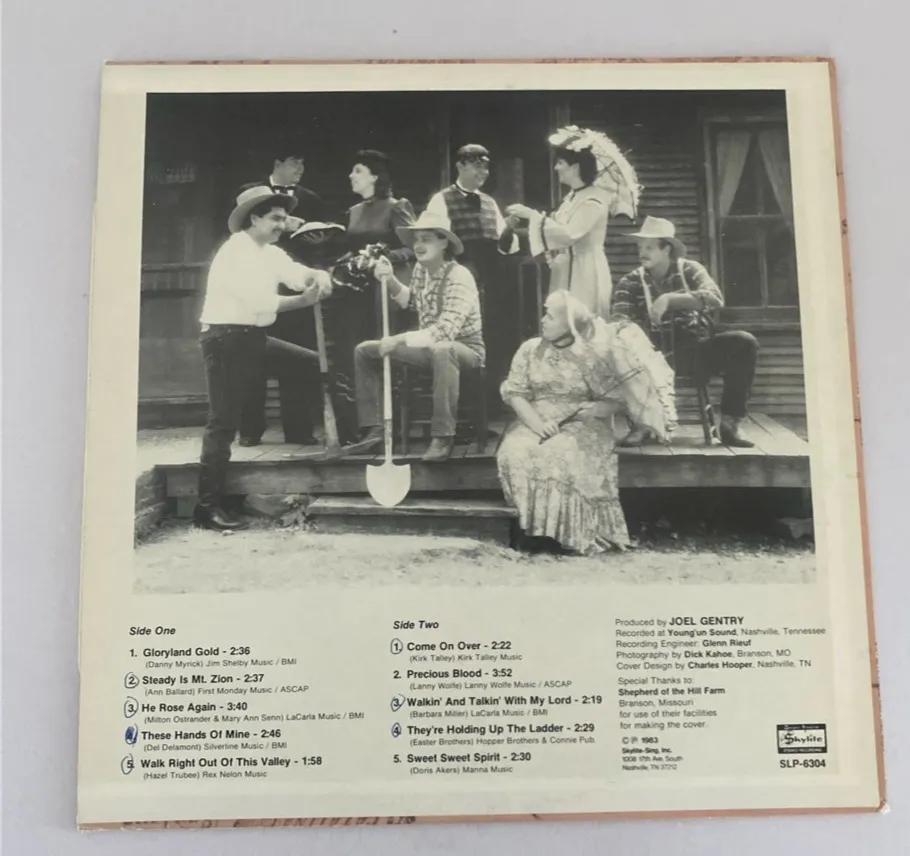 Side One
1. Gloryland Gold - 2:36
(Danny Myrick) Jim Shelby Music / BMI
2. Steady Is Mt. Zion - 2:37
(Ann Ballard) First Monday Music / ASCAP
3. He Rose Again - 3:40
(Milton Ostrander & Mary Ann Senn) LaCarla Music / BMI
4. These Hands Of Mine - 2:46
(Del Delamont) Silverline Music / BMI
5. Walk Right Out Of This Valley - 1:58
(Hazel Trubee) Rex Nelon Music
Side Two
1. Come On Over - 2:22
(Kirk Talley) Kirk Talley Music
2. Precious Blood - 3:52
(Lanny Wolfe) Lanny Wolfe Music / ASCAP
3. Walkin' And Talkin' With My Lord - 2:19
(Barbara Miller) LaCarla Music / BMI
4. They're Holding Up The Ladder - 2:29
(Easter Brothers) Hopper Brothers & Connie Pub.
5. Sweet Sweet Spirit - 2:30
(Doris Akers) Manna Music
Produced by JOEL GENTRY
Recorded at Young'un Sound, Nashville, Tennessee
Recording Engineer: Glenn Rieuf
Photography by Dick Kahoe, Branson, MO
Cover Design by Charles Hooper, Nashville, TN
Special Thanks to:
Shepherd of the Hill Farm
Branson, Missouri
for use of their facilities
for making the cover.
© ℗ 1983
Skylite-Sing, Inc.
1008 17th Ave. South
Nashville, TN 37212
Skylite
SLP-6304